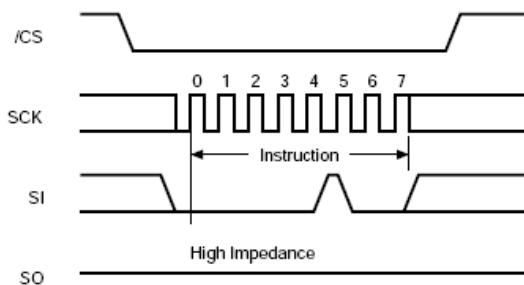 /CS
0 1 2 3 4 5 6 7
SCK
Instruction
SI
High Impedance
SO